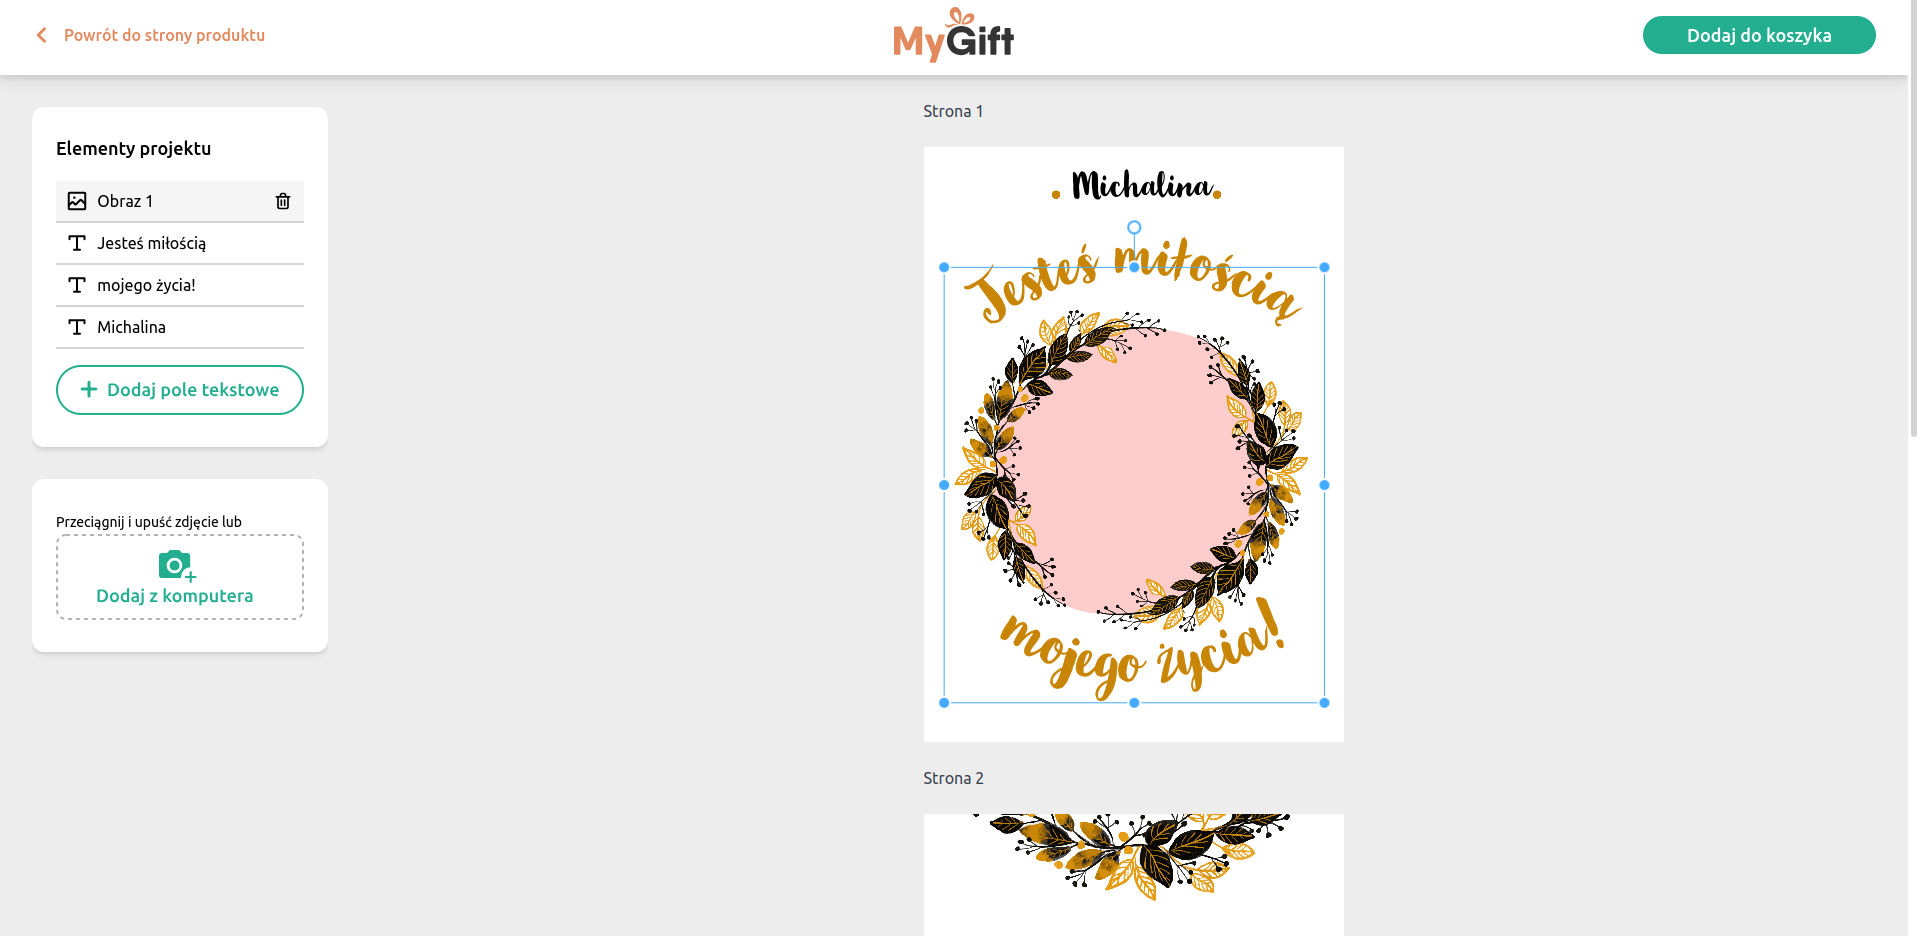 Powrót do strony produktu
MyGift
Dodaj do koszyka
Elementy projektu
Obraz 1
Jesteś miłością
mojego życia!
Michalina
Dodaj pole tekstowe
Przeciągnij i upuść zdjęcie lub
Dodaj z komputera
Strona 1
Michalina
Jesteś miłością
mojego życia!
Strona 2